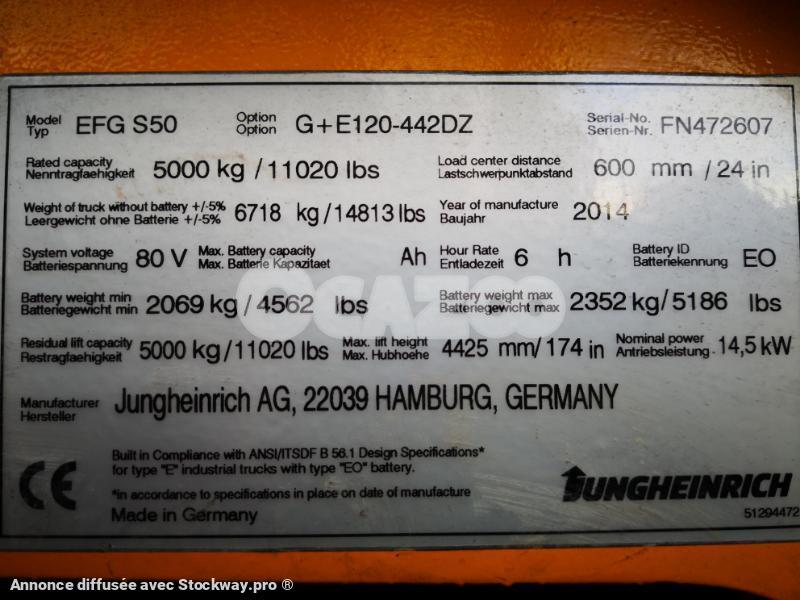 Model EFG S50 Option G+E120-442DZ Serial-No. FN472607
Typ Option Serien-Nr.
Rated capacity 5000 kg / 11020 lbs Load center distance 600 mm / 24 in
Nenntragfaehigkeit Lastschwerpunktabstand
Weight of truck without battery +/-5% 6718 kg / 14813 lbs Year of manufacture 2014
Leergewicht ohne Batterie +/-5% Baujahr
System voltage 80 V Max. Battery capacity Ah Hour Rate 6 h Battery ID EO
Batteriespannung Max. Batterie Kapazitaet Entladezeit Batteriekennung
Battery weight min 2069 kg / 4562 lbs Battery weight max 2352 kg/5186 lbs
Batteriegewicht min Batteriegewicht max
Residual lift capacity 5000 kg/11020 lbs Max. lift height 4425 mm/ 174 in Nominal power 14,5 kW
Restragfaehigkeit Max. Hubhoehe Antriebsleistung
Manufacturer Jungheinrich AG, 22039 HAMBURG, GERMANY
Hersteller
Built in Compliance with ANSI/ITSDF B 56.1 Design Specifications*
for type "E" industrial trucks with type "EO" battery.
CE *in accordance to specifications in place on date of manufacture JUNGHEINRICH
Made in Germany 51294472
OCAZOO
Annonce diffusée avec Stockway.pro ®